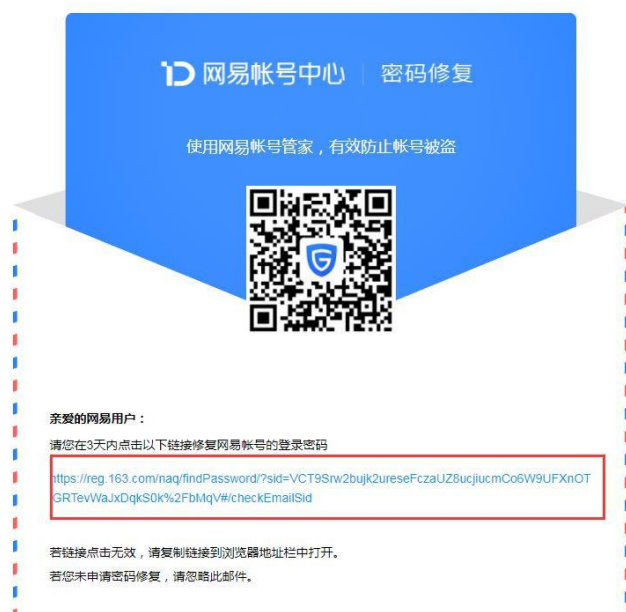 网易帐号中心 | 密码修复
使用网易帐号管家，有效防止帐号被盗
亲爱的网易用户：
请您在3天内点击以下链接修复网易帐号的登录密码
https://reg.163.com/naq/findPassword/?sid=VCT9Srw2bujk2ureseFczaUZ8ucjiucmCo6W9UFXnOT
GRTevWaJxDqkS0k%2FbMqV#/checkEmailSid
若链接点击无效，请复制链接到浏览器地址栏中打开。
若您未申请密码修复，请忽略此邮件。